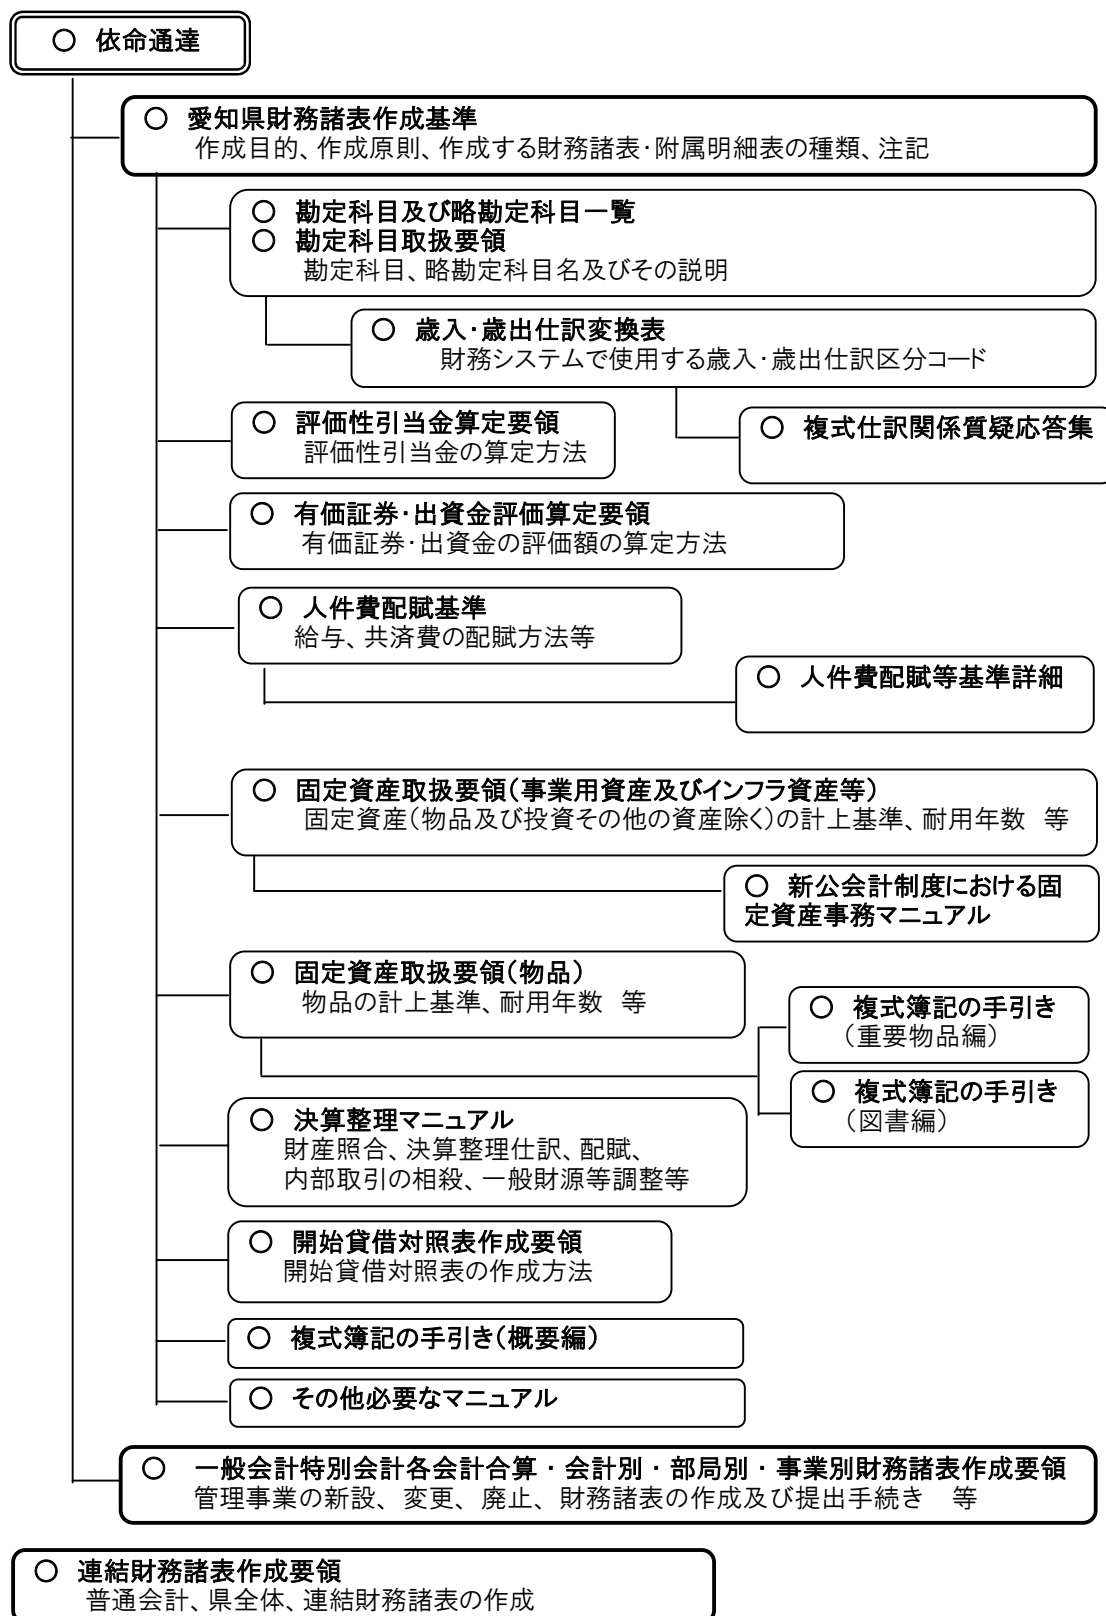 ○ 依命通達
○ 愛知県財務諸表作成基準
作成目的、作成原則、作成する財務諸表・附属明細表の種類、注記
○ 勘定科目及び略勘定科目一覧
○ 勘定科目取扱要領
勘定科目、略勘定科目名及びその説明
○ 歳入・歳出仕訳変換表
財務システムで使用する歳入・歳出仕訳区分コード
○ 複式仕訳関係質疑応答集
○ 評価性引当金算定要領
評価性引当金の算定方法
○ 有価証券・出資金評価算定要領
有価証券・出資金の評価額の算定方法
○ 人件費配賦基準
給与、共済費の配賦方法等
○ 人件費配賦等基準詳細
○ 固定資産取扱要領（事業用資産及びインフラ資産等）
固定資産（物品及び投資その他の資産除く）の計上基準、耐用年数　等
○ 新公会計制度における固
定資産事務マニュアル
○ 固定資産取扱要領（物品）
物品の計上基準、耐用年数　等
○ 複式簿記の手引き
（重要物品編）
○ 複式簿記の手引き
（図書編）
○ 決算整理マニュアル
財産照合、決算整理仕訳、配賦、
内部取引の相殺、一般財源等調整等
○ 開始貸借対照表作成要領
開始貸借対照表の作成方法
○ 複式簿記の手引き（概要編）
○ その他必要なマニュアル
○ 一般会計特別会計各会計合算・会計別・部局別・事業別財務諸表作成要領
管理事業の新設、変更、廃止、財務諸表の作成及び提出手続き　等
○ 連結財務諸表作成要領
普通会計、県全体、連結財務諸表の作成